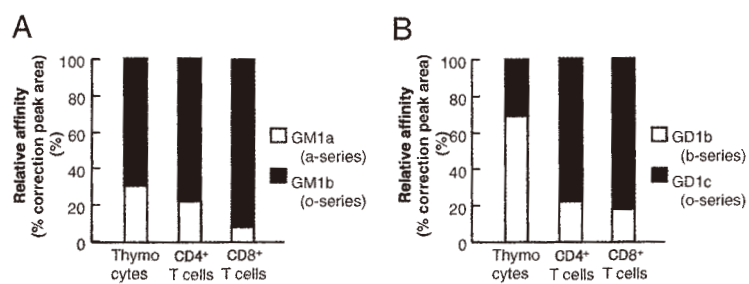 A
Relative affinity
(% correction peak area)
(%)
100
80
60
40
20
0
Thymo
cytes
CD4+
T cells
CD8+
T cells
GM1a
(a-series)
GM1b
(o-series)
B
Relative affinity
(% correction peak area)
(%)
100
80
60
40
20
0
Thymo
cytes
CD4+
T cells
CD8+
T cells
GD1b
(b-series)
GD1c
(o-series)